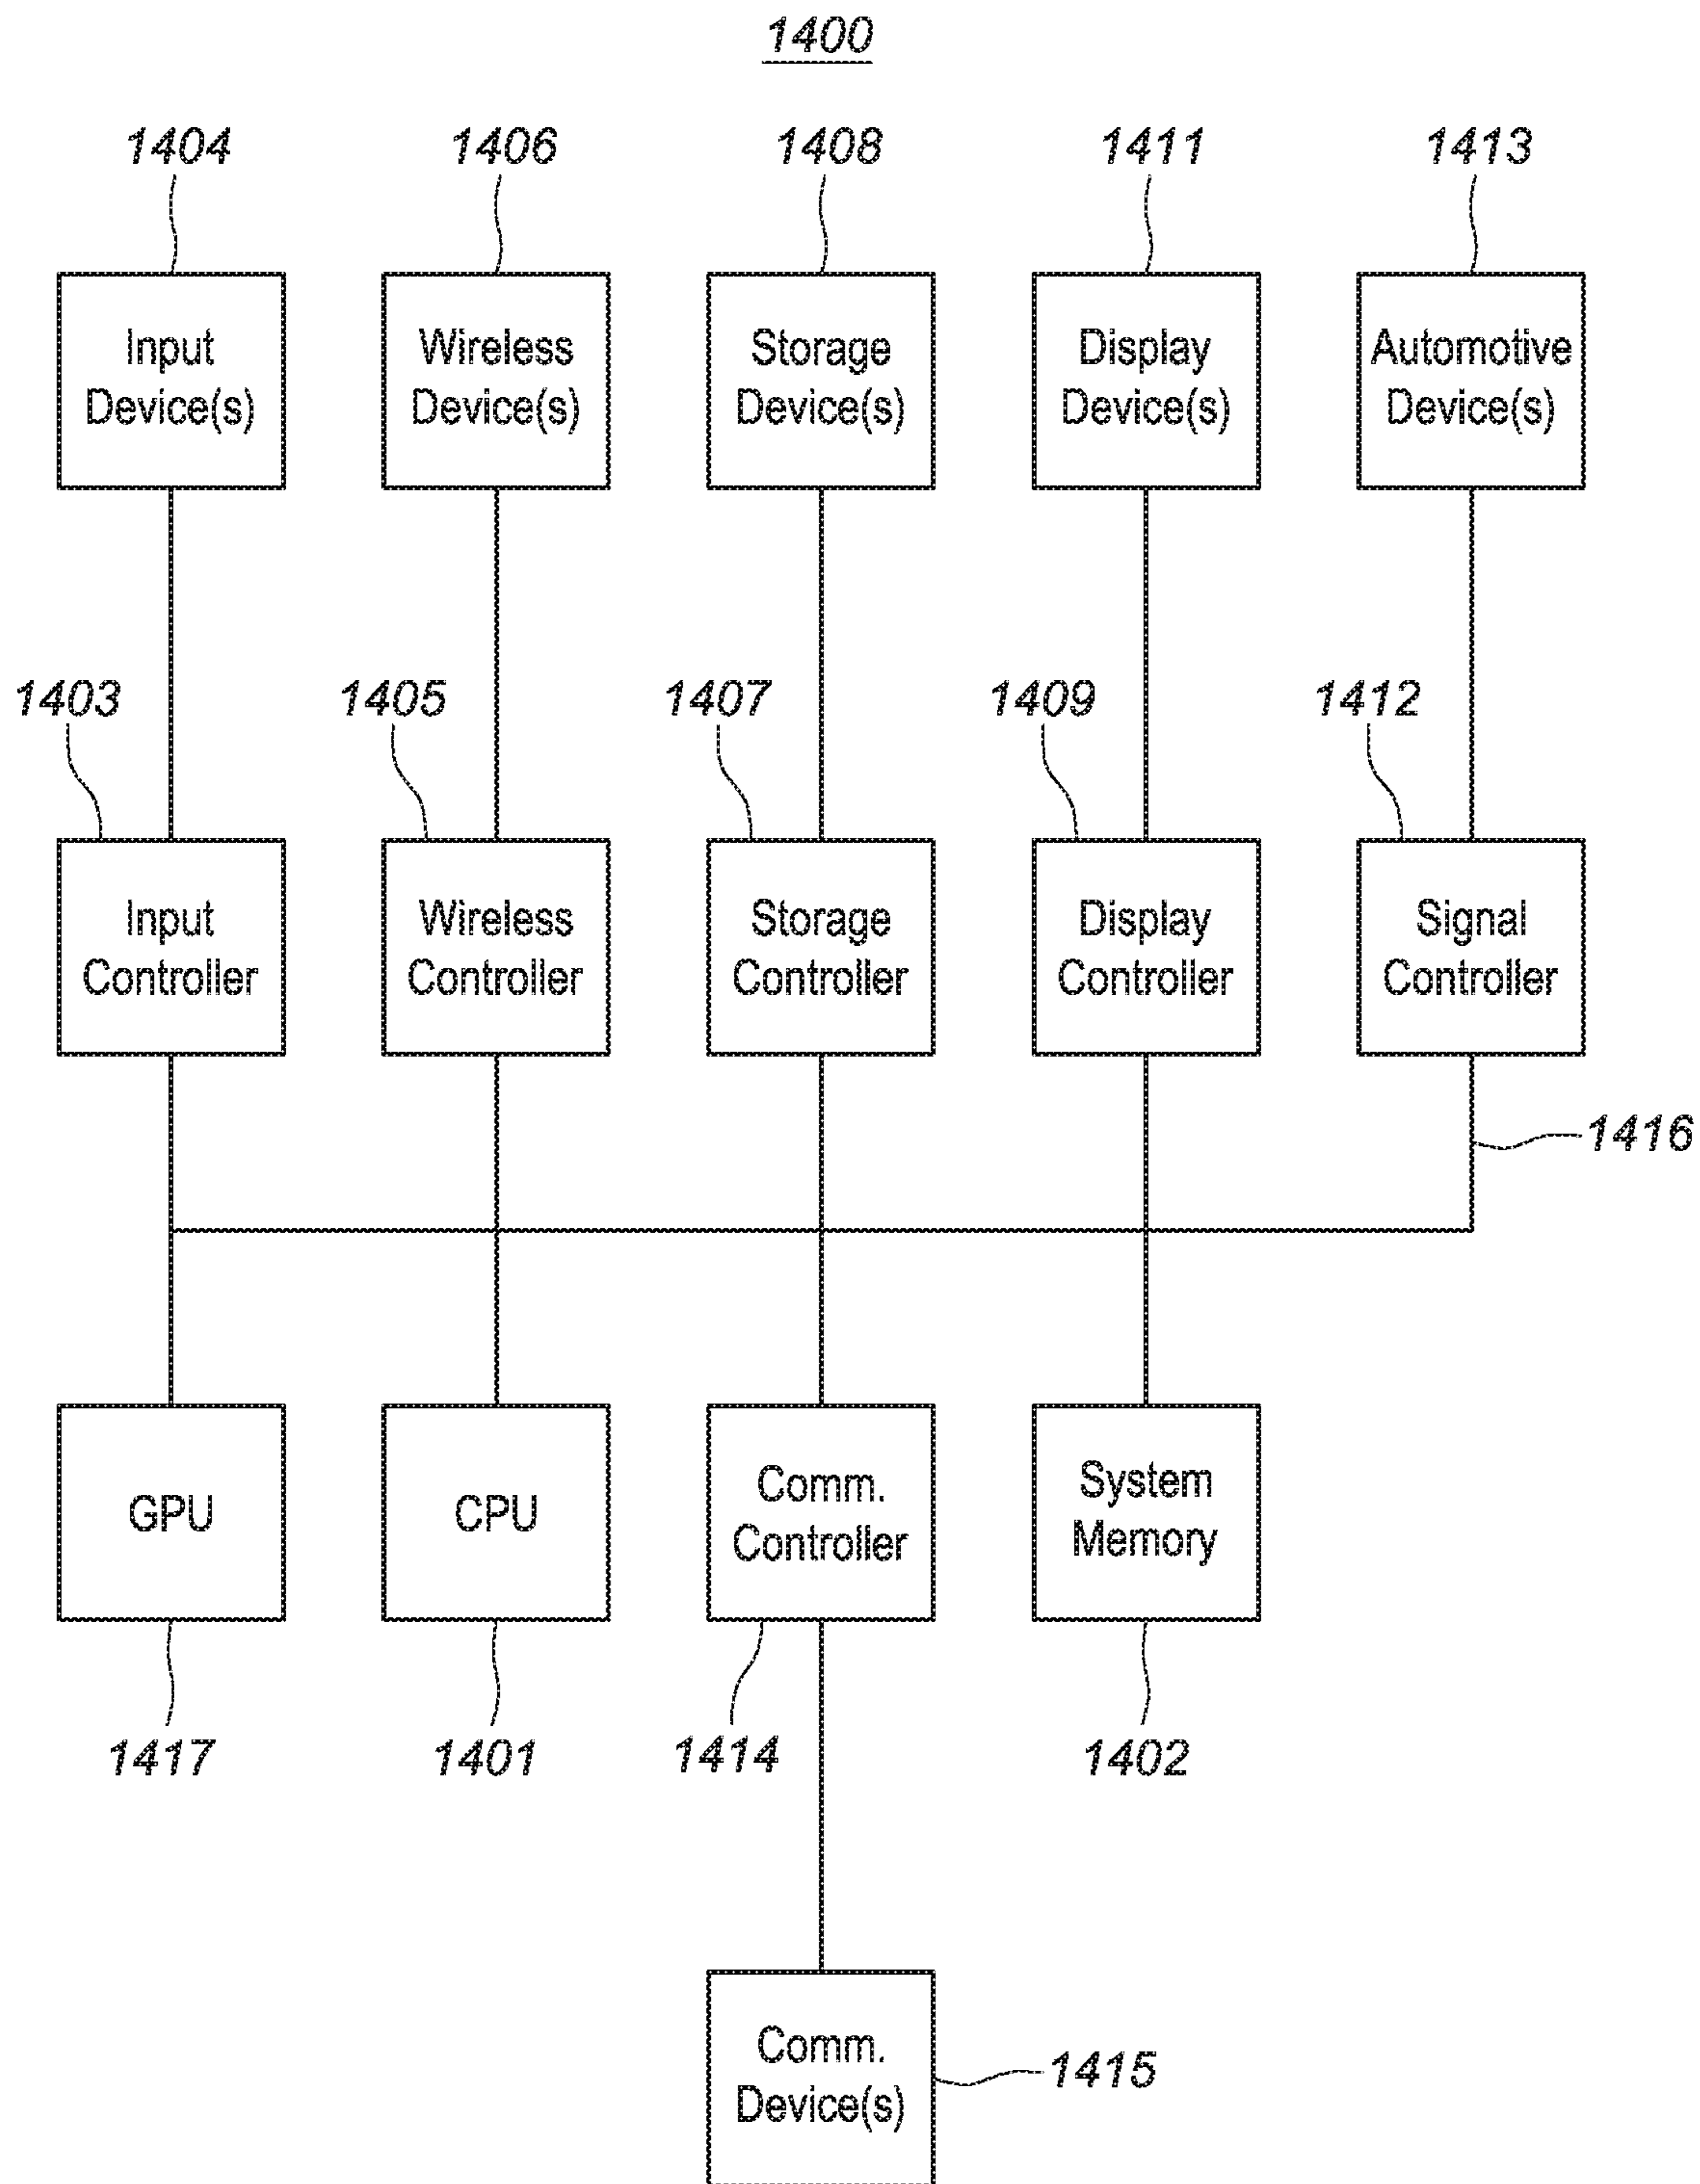 1400
1404
1406
1408
1411
1413
Input
Device(s)
Wireless
Device(s)
Storage
Device(s)
Display
Device(s)
Automotive
Device(s)
1403
1405
1407
1409
1412
Input
Controller
Wireless
Controller
Storage
Controller
Display
Controller
Signal
Controller
1416
GPU
CPU
Comm.
Controller
System
Memory
1417
1401
1414
1402
Comm.
Device(s)
1415